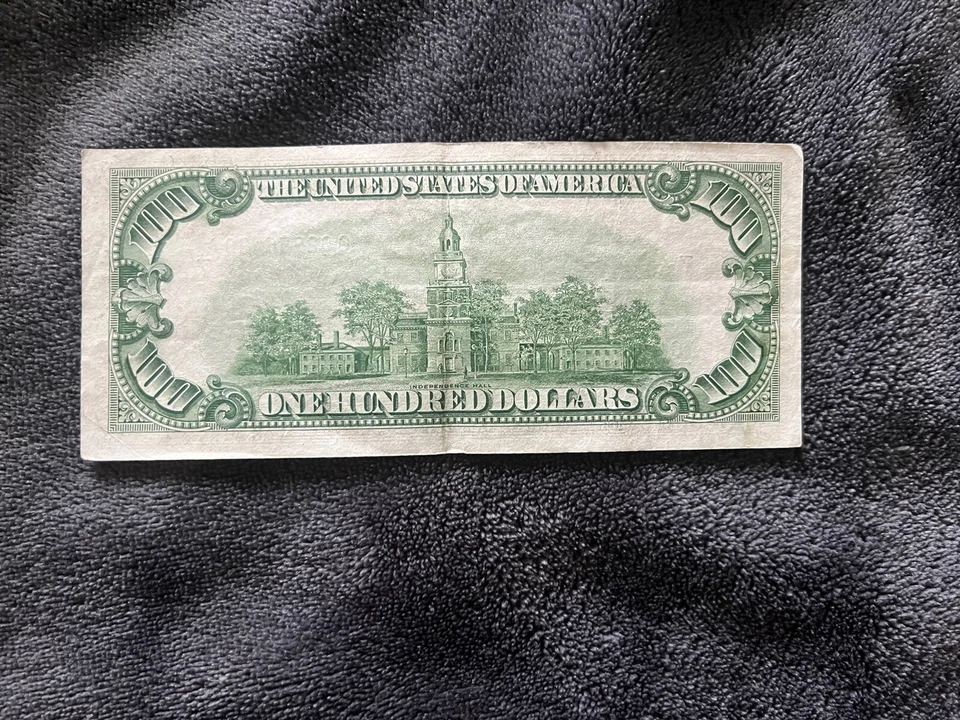 100 THE UNITED STATES OF AMERICA 100
INDEPENDENCE HALL
100 ONE HUNDRED DOLLARS 100